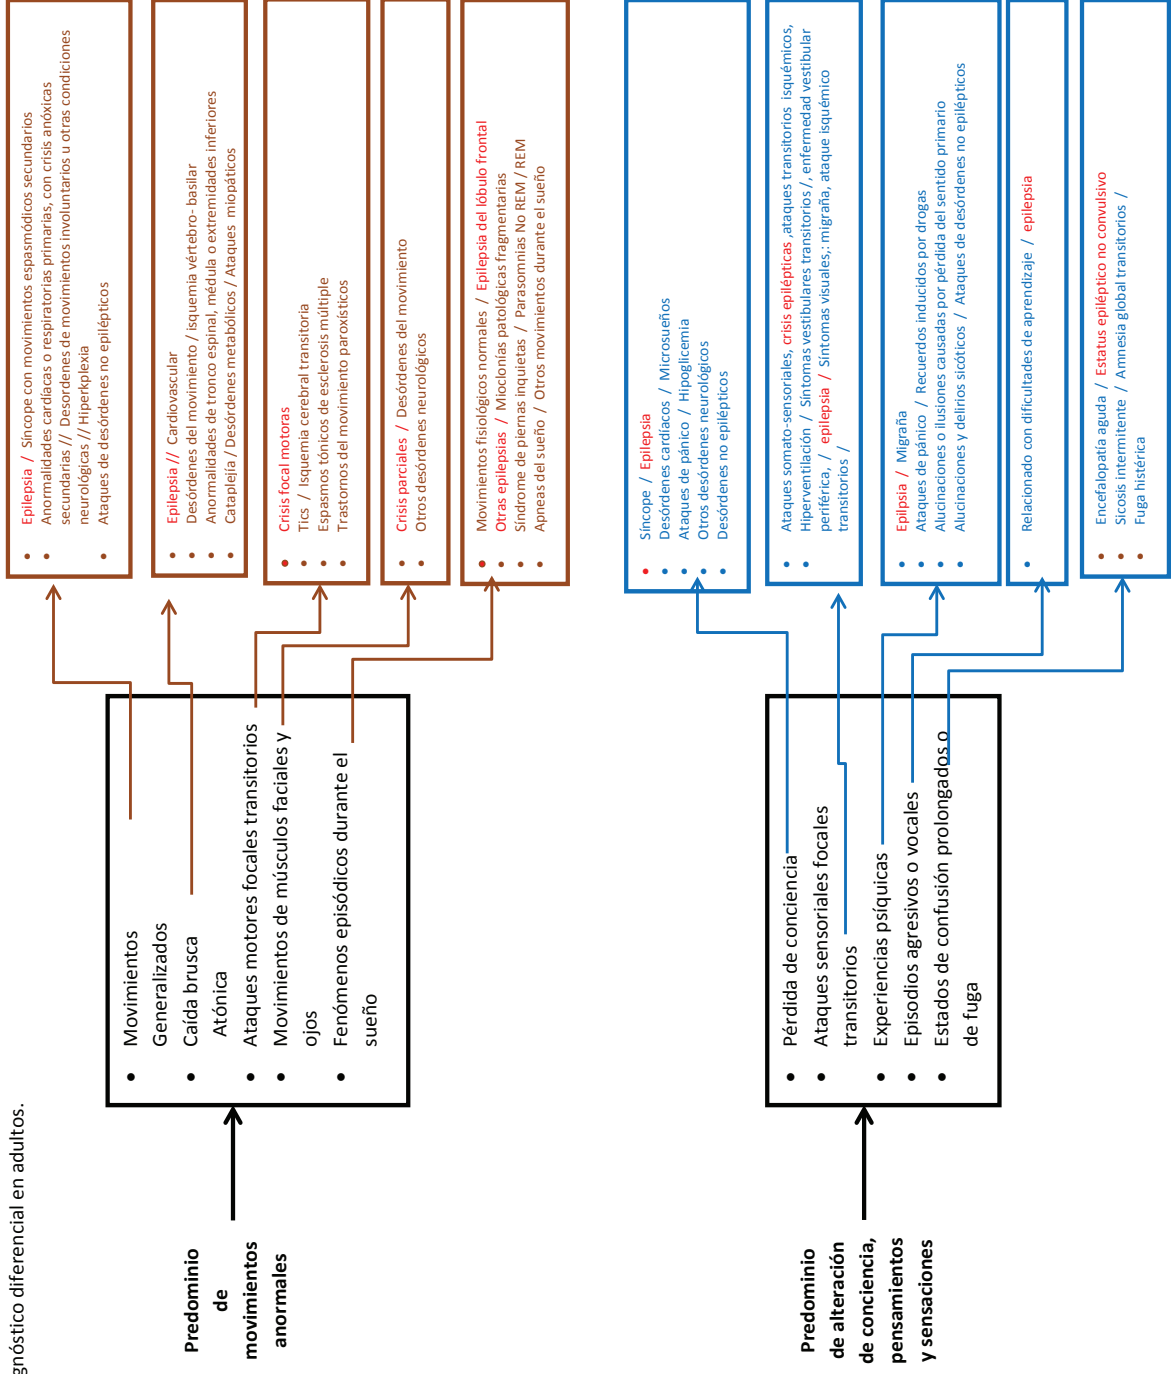 gnóstico diferencial en adultos.
Predominio
de
movimientos
anormales
• Movimientos
Generalizados
• Caída brusca
Atónica
• Ataques motores focales transitorios
• Movimientos de músculos faciales y
ojos
• Fenómenos episódicos durante el
sueño
• Epilepsia / Síncope con movimientos espasmódicos secundarios
• Anormalidades cardíacas o respiratorias primarias, con crisis anóxicas
secundarias // Desordenes de movimientos involuntarios u otras condiciones
neurológicas // Hiperkplexia
• Ataques de desórdenes no epilépticos
• Epilepsia // Cardiovascular
• Desórdenes del movimiento / isquemia vértebro- basilar
• Anormalidades de tronco espinal, médula o extremidades inferiores
• Cataplejía / Desórdenes metabólicos / Ataques miopáticos
• Crisis focal motoras
• Tics / Isquemia cerebral transitoria
• Espasmos tónicos de esclerosis múltiple
• Trastornos del movimiento paroxísticos
• Crisis parciales / Desórdenes del movimiento
• Otros desórdenes neurológicos
• Movimientos fisiológicos normales / Epilepsia del lóbulo frontal
• Otras epilepsias / Mioclonías patológicas fragmentarias
• Síndrome de piernas inquietas / Parasomnias No REM / REM
• Apneas del sueño / Otros movimientos durante el sueño
Predominio
de alteración
de conciencia,
pensamientos
y sensaciones
• Pérdida de conciencia
• Ataques sensoriales focales
transitorios
• Experiencias psíquicas
• Episodios agresivos o vocales
• Estados de confusión prolongados o
de fuga
• Síncope / Epilepsia
• Desórdenes cardíacos / Microsueños
• Ataques de pánico / Hipoglicemia
• Otros desórdenes neurológicos
• Desórdenes no epilépticos
• Ataques somato-sensoriales, crisis epilépticas ,ataques transitorios isquémicos,
• Hiperventilación / Síntomas vestibulares transitorios /, enfermedad vestibular
periférica, / epilepsia / Síntomas visuales,: migraña, ataque isquémico
transitorios /
• Epilpsia / Migraña
• Ataques de pánico / Recuerdos inducidos por drogas
• Alucinaciones o ilusiones causadas por pérdida del sentido primario
• Alucinaciones y delirios sicóticos / Ataques de desórdenes no epilépticos
• Relacionado con dificultades de aprendizaje / epilepsia
• Encefalopatía aguda / Estatus epiléptico no convulsivo
• Sicosis intermitente / Amnesia global transitorios /
• Fuga histérica